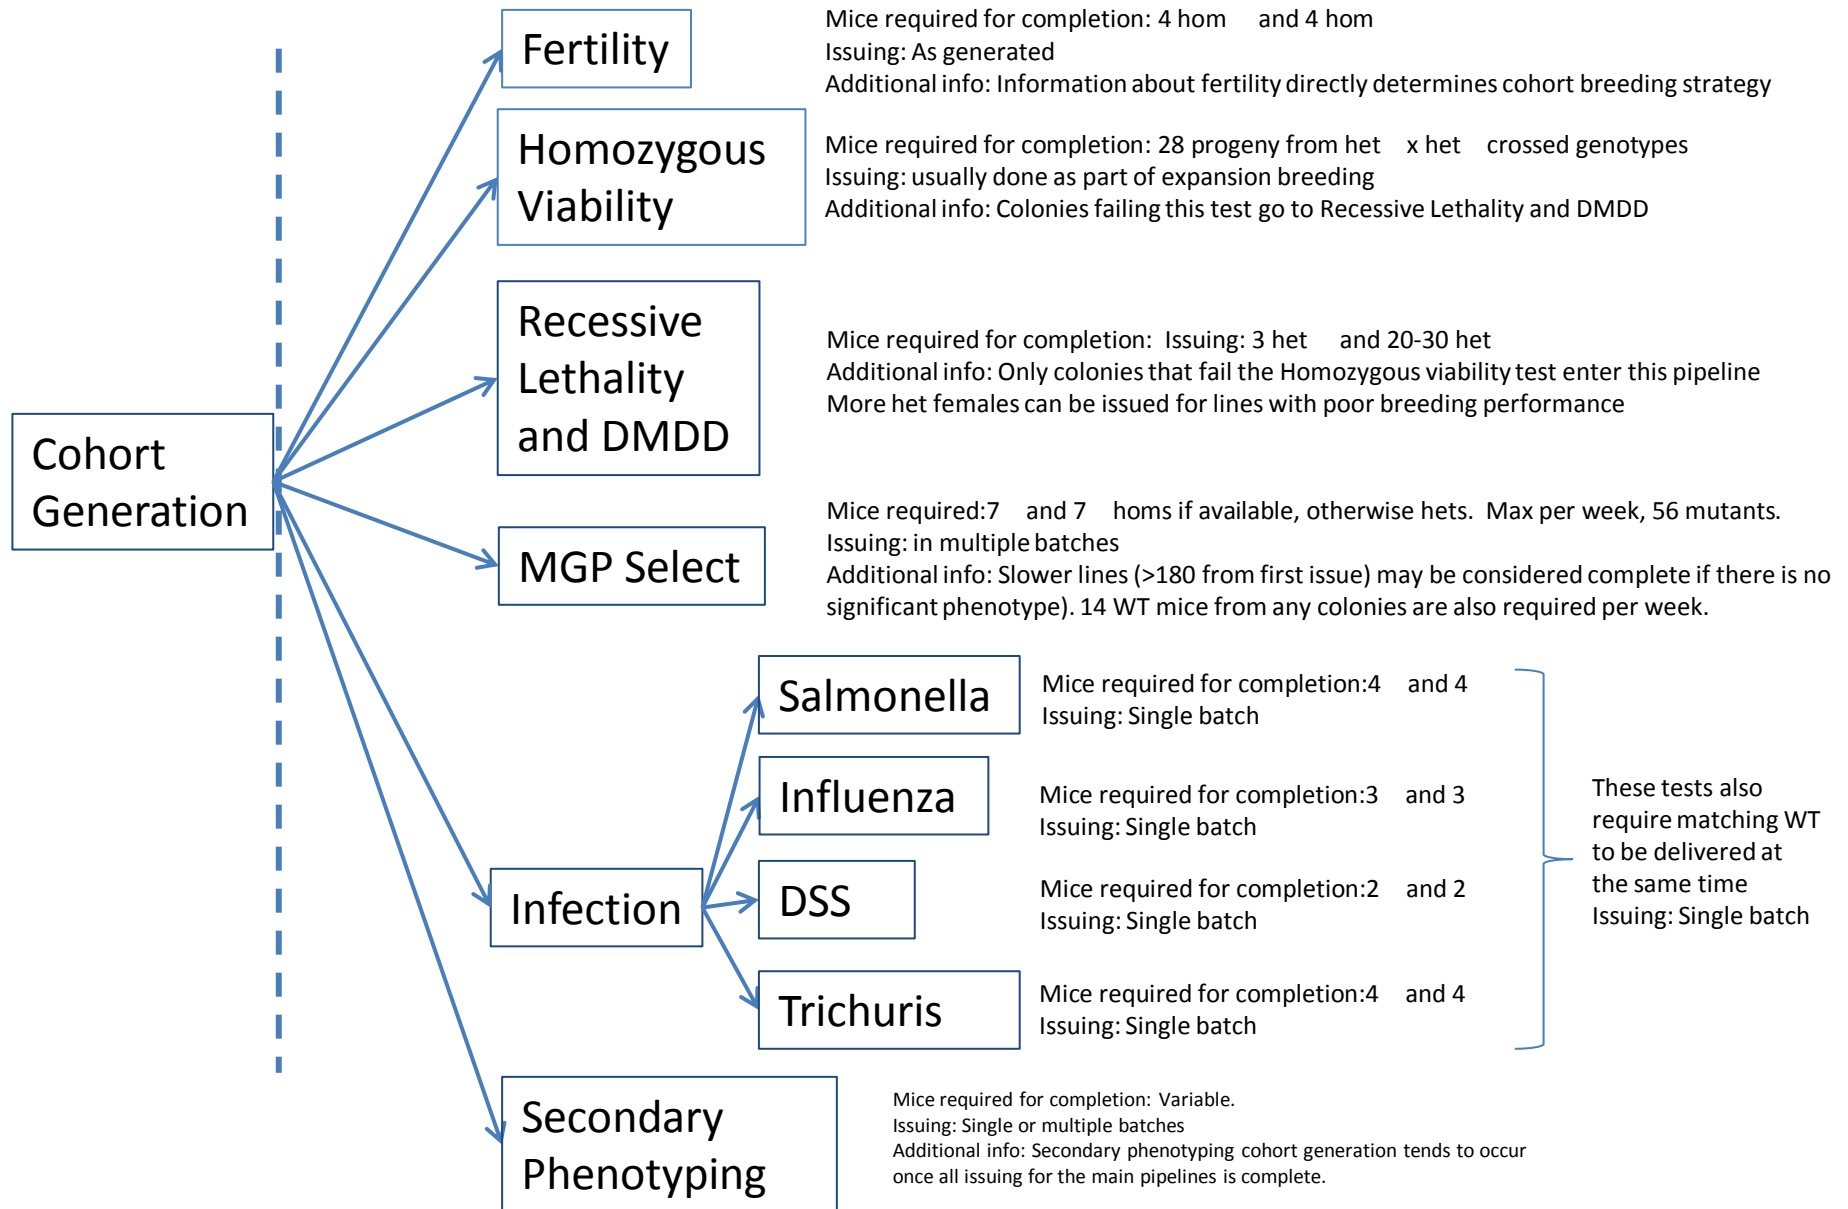 Cohort
Generation
Fertility
Mice required for completion: 4 hom and 4 hom
Issuing: As generated
Additional info: Information about fertility directly determines cohort breeding strategy
Homozygous
Viability
Mice required for completion: 28 progeny from het x het crossed genotypes
Issuing: usually done as part of expansion breeding
Additional info: Colonies failing this test go to Recessive Lethality and DMDD
Recessive
Lethality
and DMDD
Mice required for completion: Issuing: 3 het and 20-30 het
Additional info: Only colonies that fail the Homozygous viability test enter this pipeline
More het females can be issued for lines with poor breeding performance
MGP Select
Mice required:7 and 7 homs if available, otherwise hets. Max per week, 56 mutants.
Issuing: in multiple batches
Additional info: Slower lines (>180 from first issue) may be considered complete if there is no
significant phenotype). 14 WT mice from any colonies are also required per week.
Infection
Salmonella
Mice required for completion:4 and 4
Issuing: Single batch
Influenza
Mice required for completion:3 and 3
Issuing: Single batch
DSS
Mice required for completion:2 and 2
Issuing: Single batch
Trichuris
Mice required for completion:4 and 4
Issuing: Single batch
These tests also
require matching WT
to be delivered at
the same time
Issuing: Single batch
Secondary
Phenotyping
Mice required for completion: Variable.
Issuing: Single or multiple batches
Additional info: Secondary phenotyping cohort generation tends to occur
once all issuing for the main pipelines is complete.